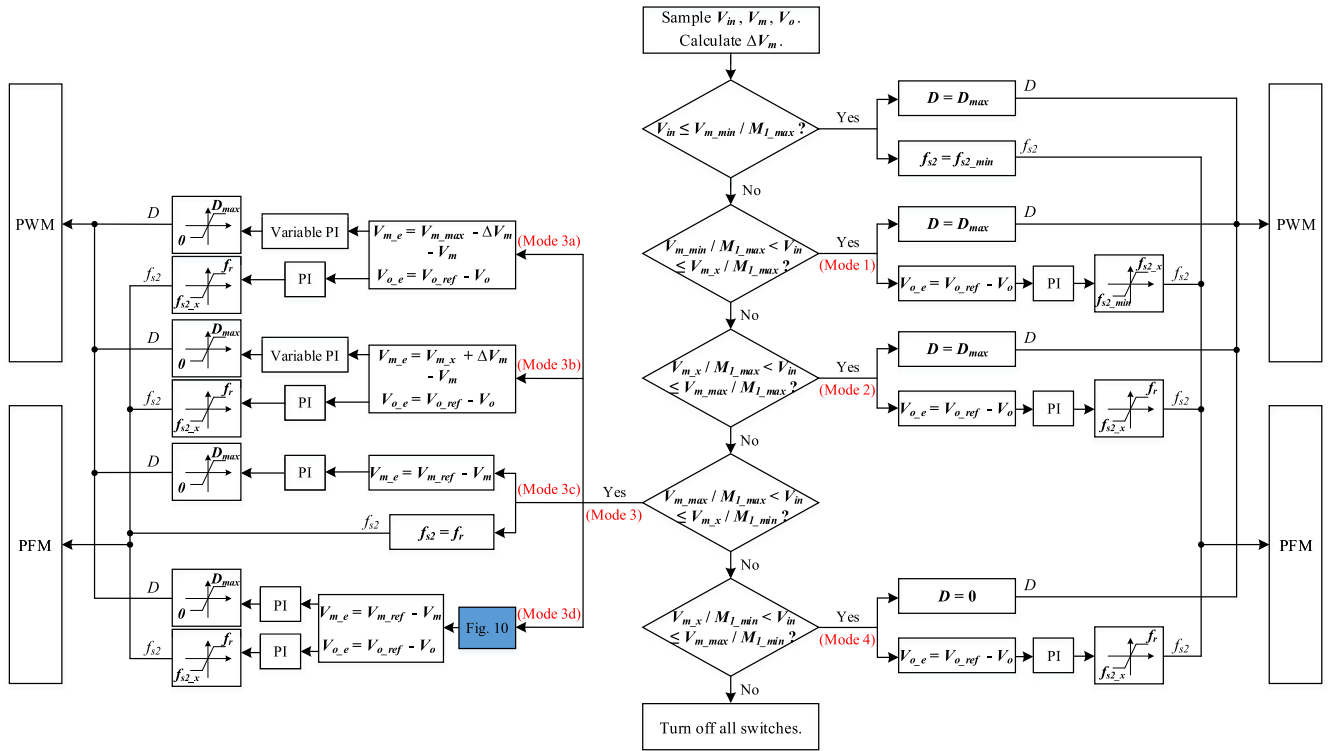 Sample V_in, V_m, V_o.
Calculate ΔV_m.
V_in ≤ V_m_min / M_1_max ?
Yes
D = D_max
D
f_s2 = f_s2_min
f_s2
No
V_m_min / M_1_max < V_in
≤ V_m_x / M_1_max ?
Yes
(Mode 1)
D = D_max
D
V_o_e = V_o_ref - V_o
PI
f_s2_x
f_s2_min
f_s2
No
V_m_x / M_1_max < V_in
≤ V_m_max / M_1_max ?
Yes
(Mode 2)
D = D_max
D
V_o_e = V_o_ref - V_o
PI
f_r
f_s2_x
f_s2
No
V_m_max / M_1_max < V_in
≤ V_m_x / M_1_min ?
Yes
(Mode 3)
No
V_m_x / M_1_min < V_in
≤ V_m_max / M_1_min ?
Yes
(Mode 4)
D = 0
D
V_o_e = V_o_ref - V_o
PI
f_r
f_s2_x
f_s2
No
Turn off all switches.
PWM
PFM
(Mode 3a)
V_m_e = V_m_max - ΔV_m
- V_m
V_o_e = V_o_ref - V_o
Variable PI
PI
D_max
0
D
f_r
f_s2_x
f_s2
(Mode 3b)
V_m_e = V_m_x + ΔV_m
- V_m
V_o_e = V_o_ref - V_o
Variable PI
PI
D_max
0
D
f_r
f_s2_x
f_s2
(Mode 3c)
V_m_e = V_m_ref - V_m
PI
D_max
0
D
f_s2 = f_r
f_s2
(Mode 3d)
Fig. 10
V_m_e = V_m_ref - V_m
V_o_e = V_o_ref - V_o
PI
PI
D_max
0
D
f_r
f_s2_x
f_s2
PWM
PFM